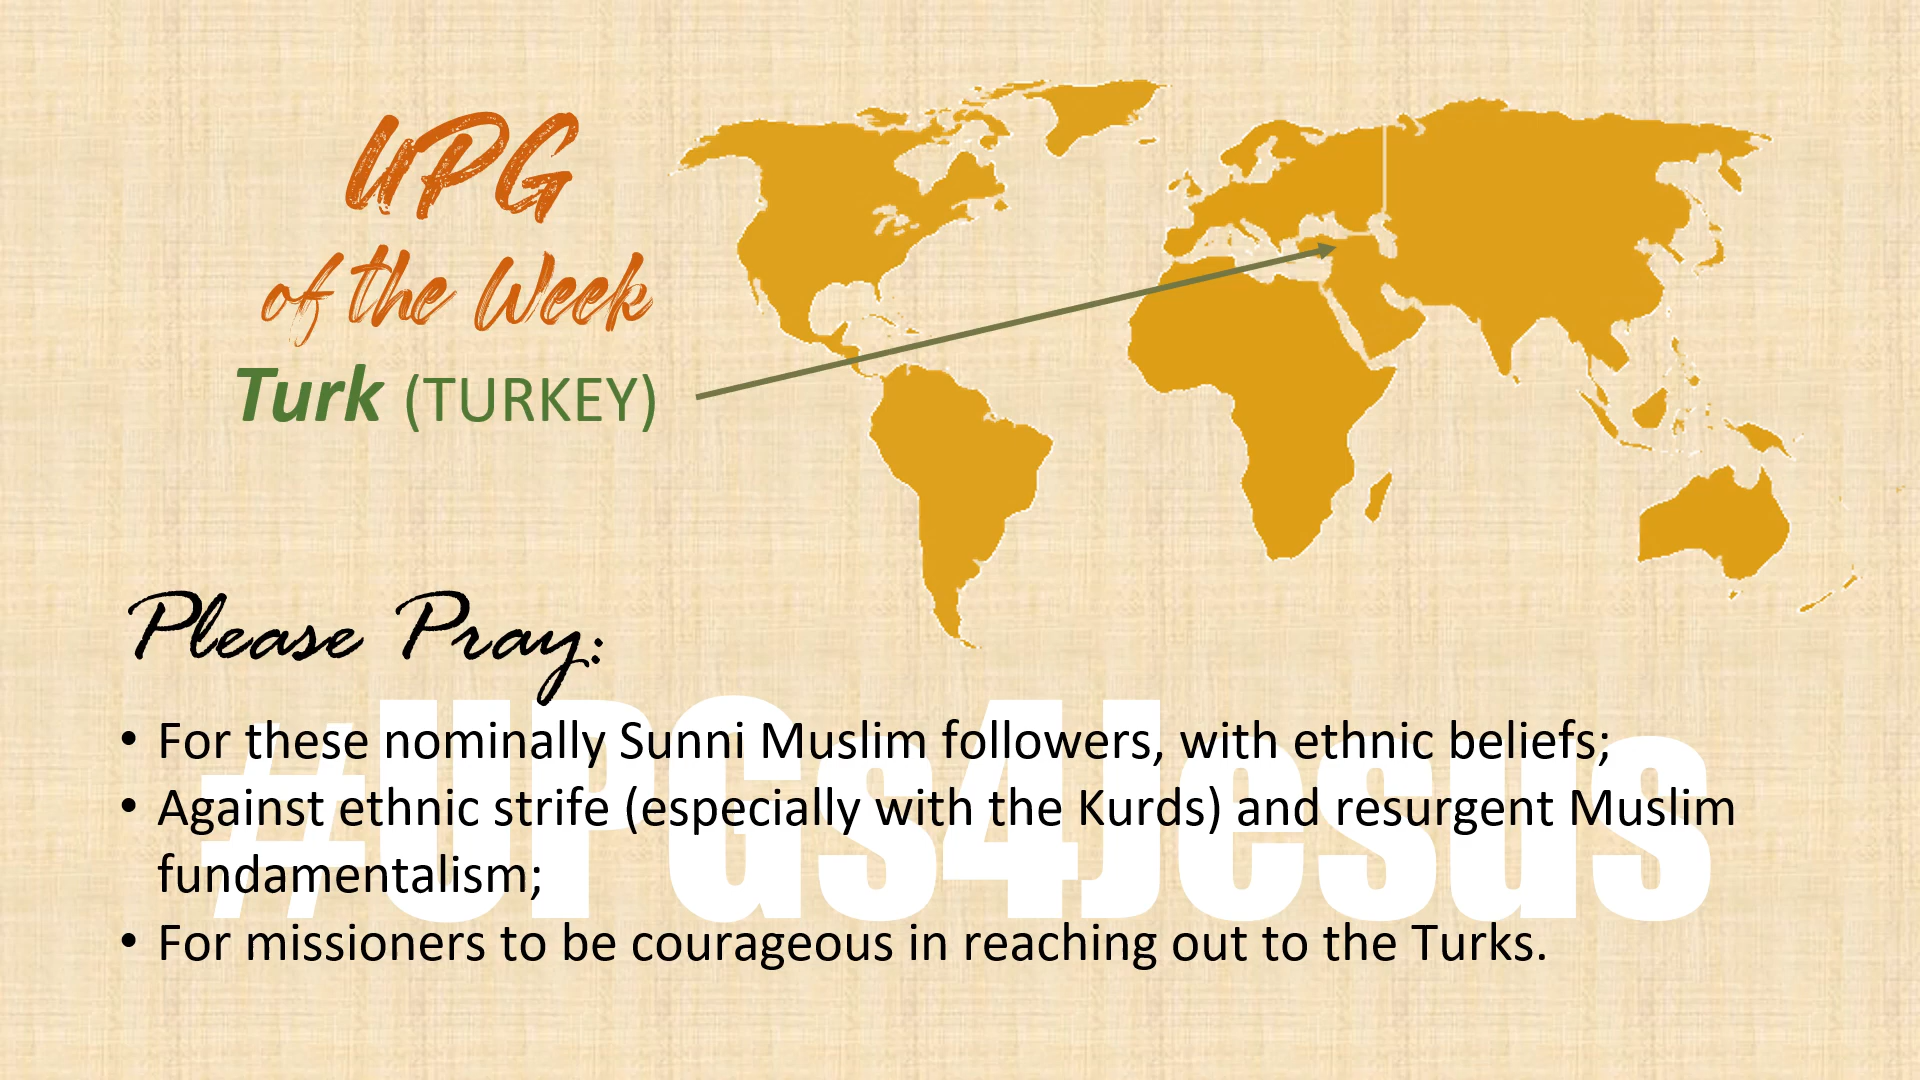 UPG
of the Week
Turk (TURKEY)
Please Pray:
#UPGs4Jesus
• For these nominally Sunni Muslim followers, with ethnic beliefs;
• Against ethnic strife (especially with the Kurds) and resurgent Muslim
fundamentalism;
• For missioners to be courageous in reaching out to the Turks.